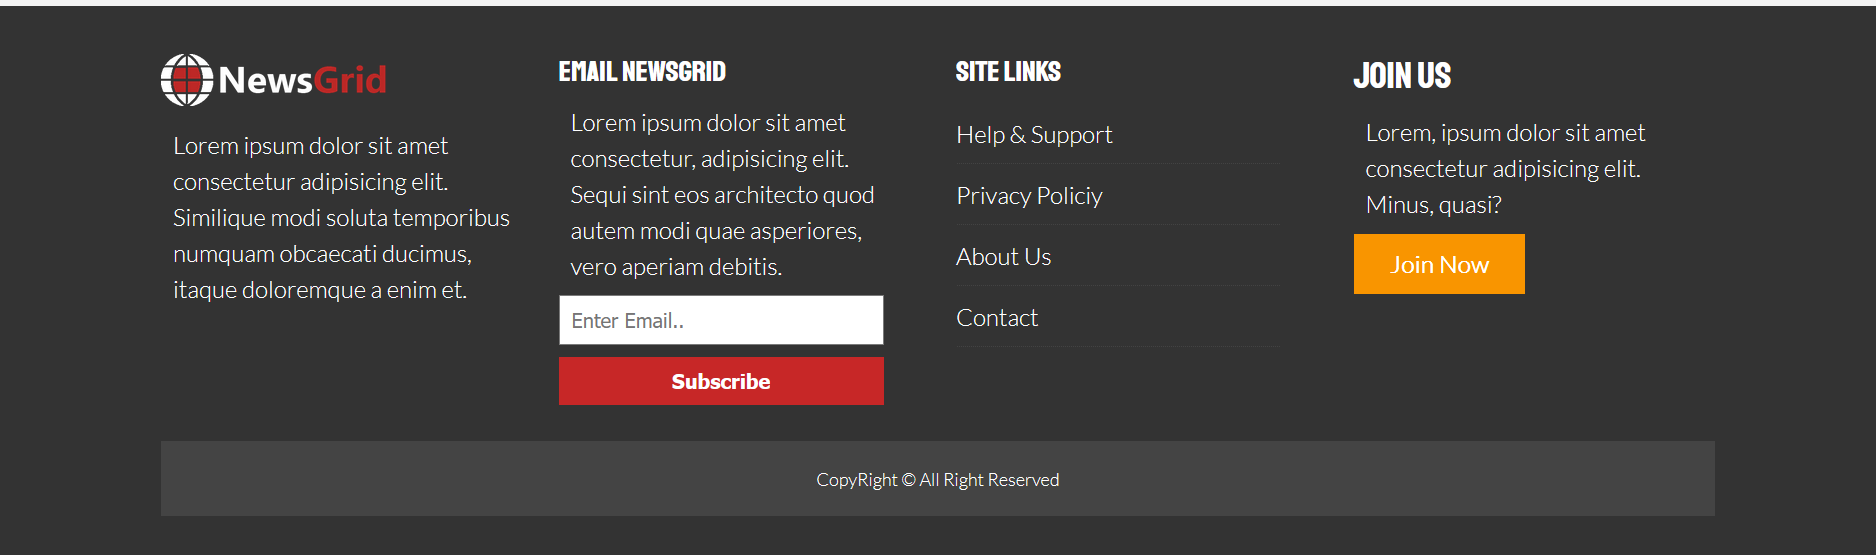 NewsGrid
Lorem ipsum dolor sit amet
consectetur adipisicing elit.
Similique modi soluta temporibus
numquam obcaecati ducimus,
itaque doloremque a enim et.
EMAIL NEWSGRID
Lorem ipsum dolor sit amet
consectetur, adipisicing elit.
Sequi sint eos architecto quod
autem modi quae asperiores,
vero aperiam debitis.
Enter Email..
Subscribe
SITE LINKS
Help & Support
Privacy Policiy
About Us
Contact
JOIN US
Lorem, ipsum dolor sit amet
consectetur adipisicing elit.
Minus, quasi?
Join Now
CopyRight © All Right Reserved